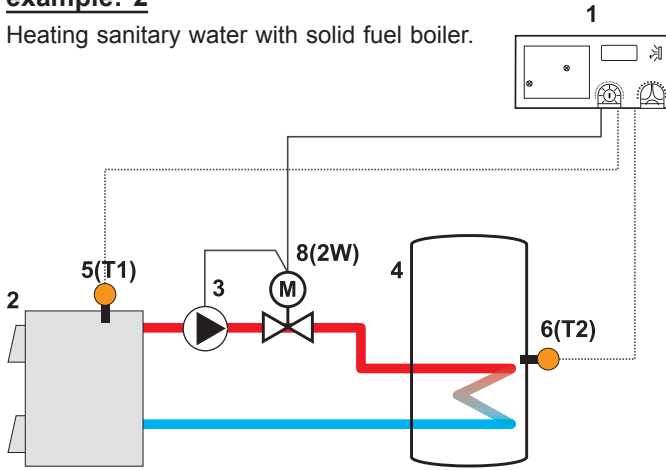 example: 2
Heating sanitary water with solid fuel boiler.
1
8(2W)
4
5(T1)
3
M
2
6(T2)